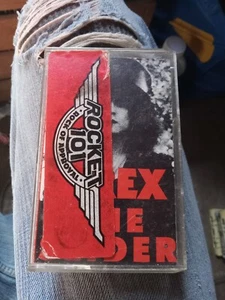 ROCKET
101
ROCK OF APPROVAL
EX
HE
DER